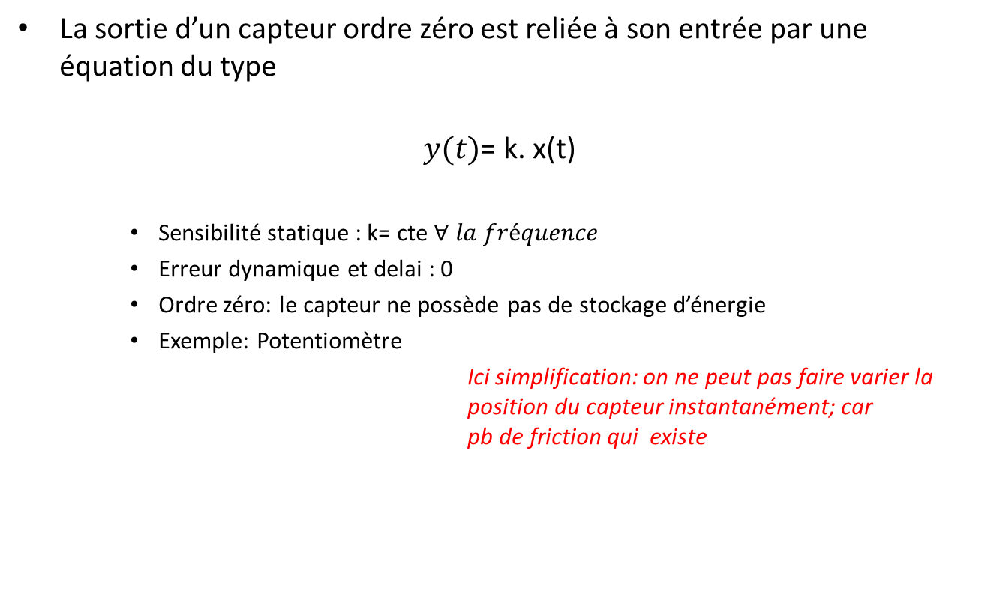 • La sortie d’un capteur ordre zéro est reliée à son entrée par une
équation du type
𝑦(𝑡)= k. x(t)
• Sensibilité statique : k= cte ∀ 𝑙𝑎 𝑓𝑟é𝑞𝑢𝑒𝑛𝑐𝑒
• Erreur dynamique et delai : 0
• Ordre zéro: le capteur ne possède pas de stockage d’énergie
• Exemple: Potentiomètre
Ici simplification: on ne peut pas faire varier la
position du capteur instantanément; car
pb de friction qui existe